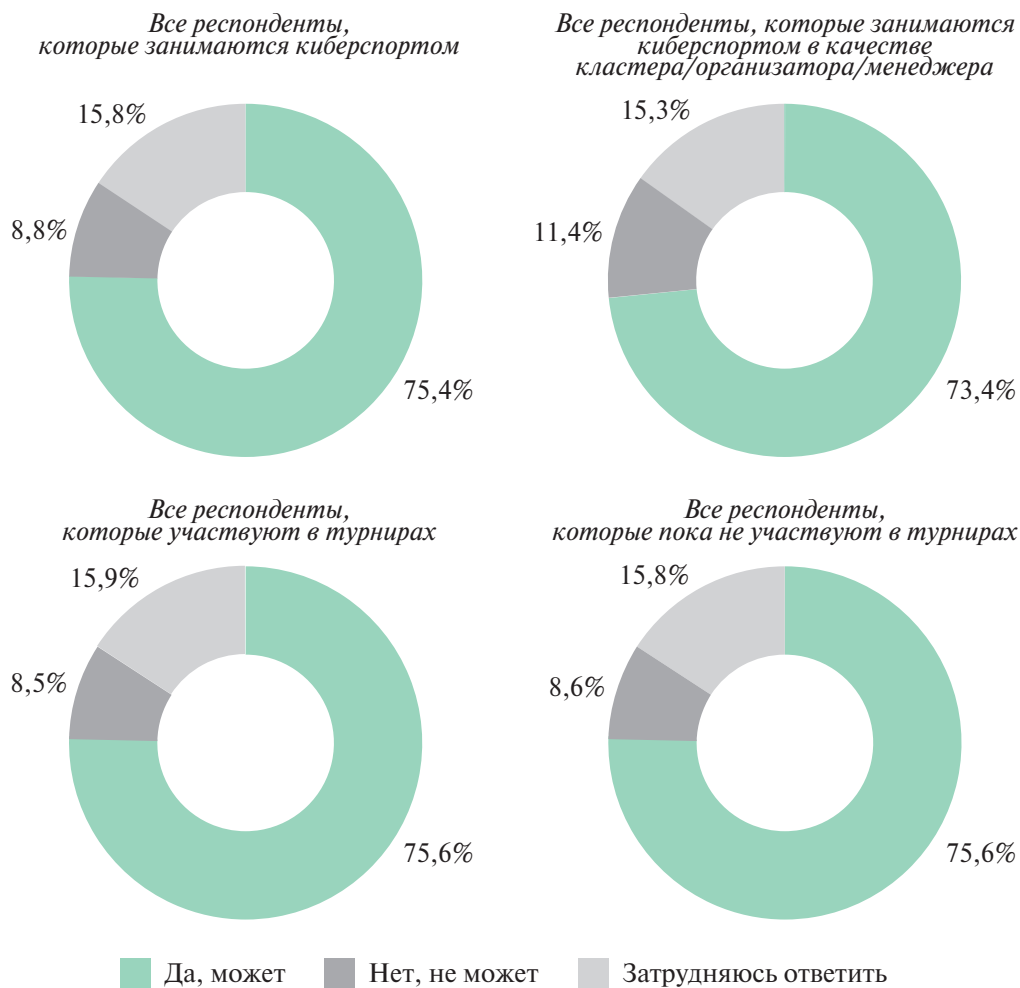 Все респонденты,
которые занимаются киберспортом
15,8%
8,8%
75,4%
Все респонденты, которые занимаются
киберспортом в качестве
кластера/организатора/менеджера
15,3%
11,4%
73,4%
Все респонденты,
которые участвуют в турнирах
15,9%
8,5%
75,6%
Все респонденты,
которые пока не участвуют в турнирах
15,8%
8,6%
75,6%
Да, может
Нет, не может
Затрудняюсь ответить